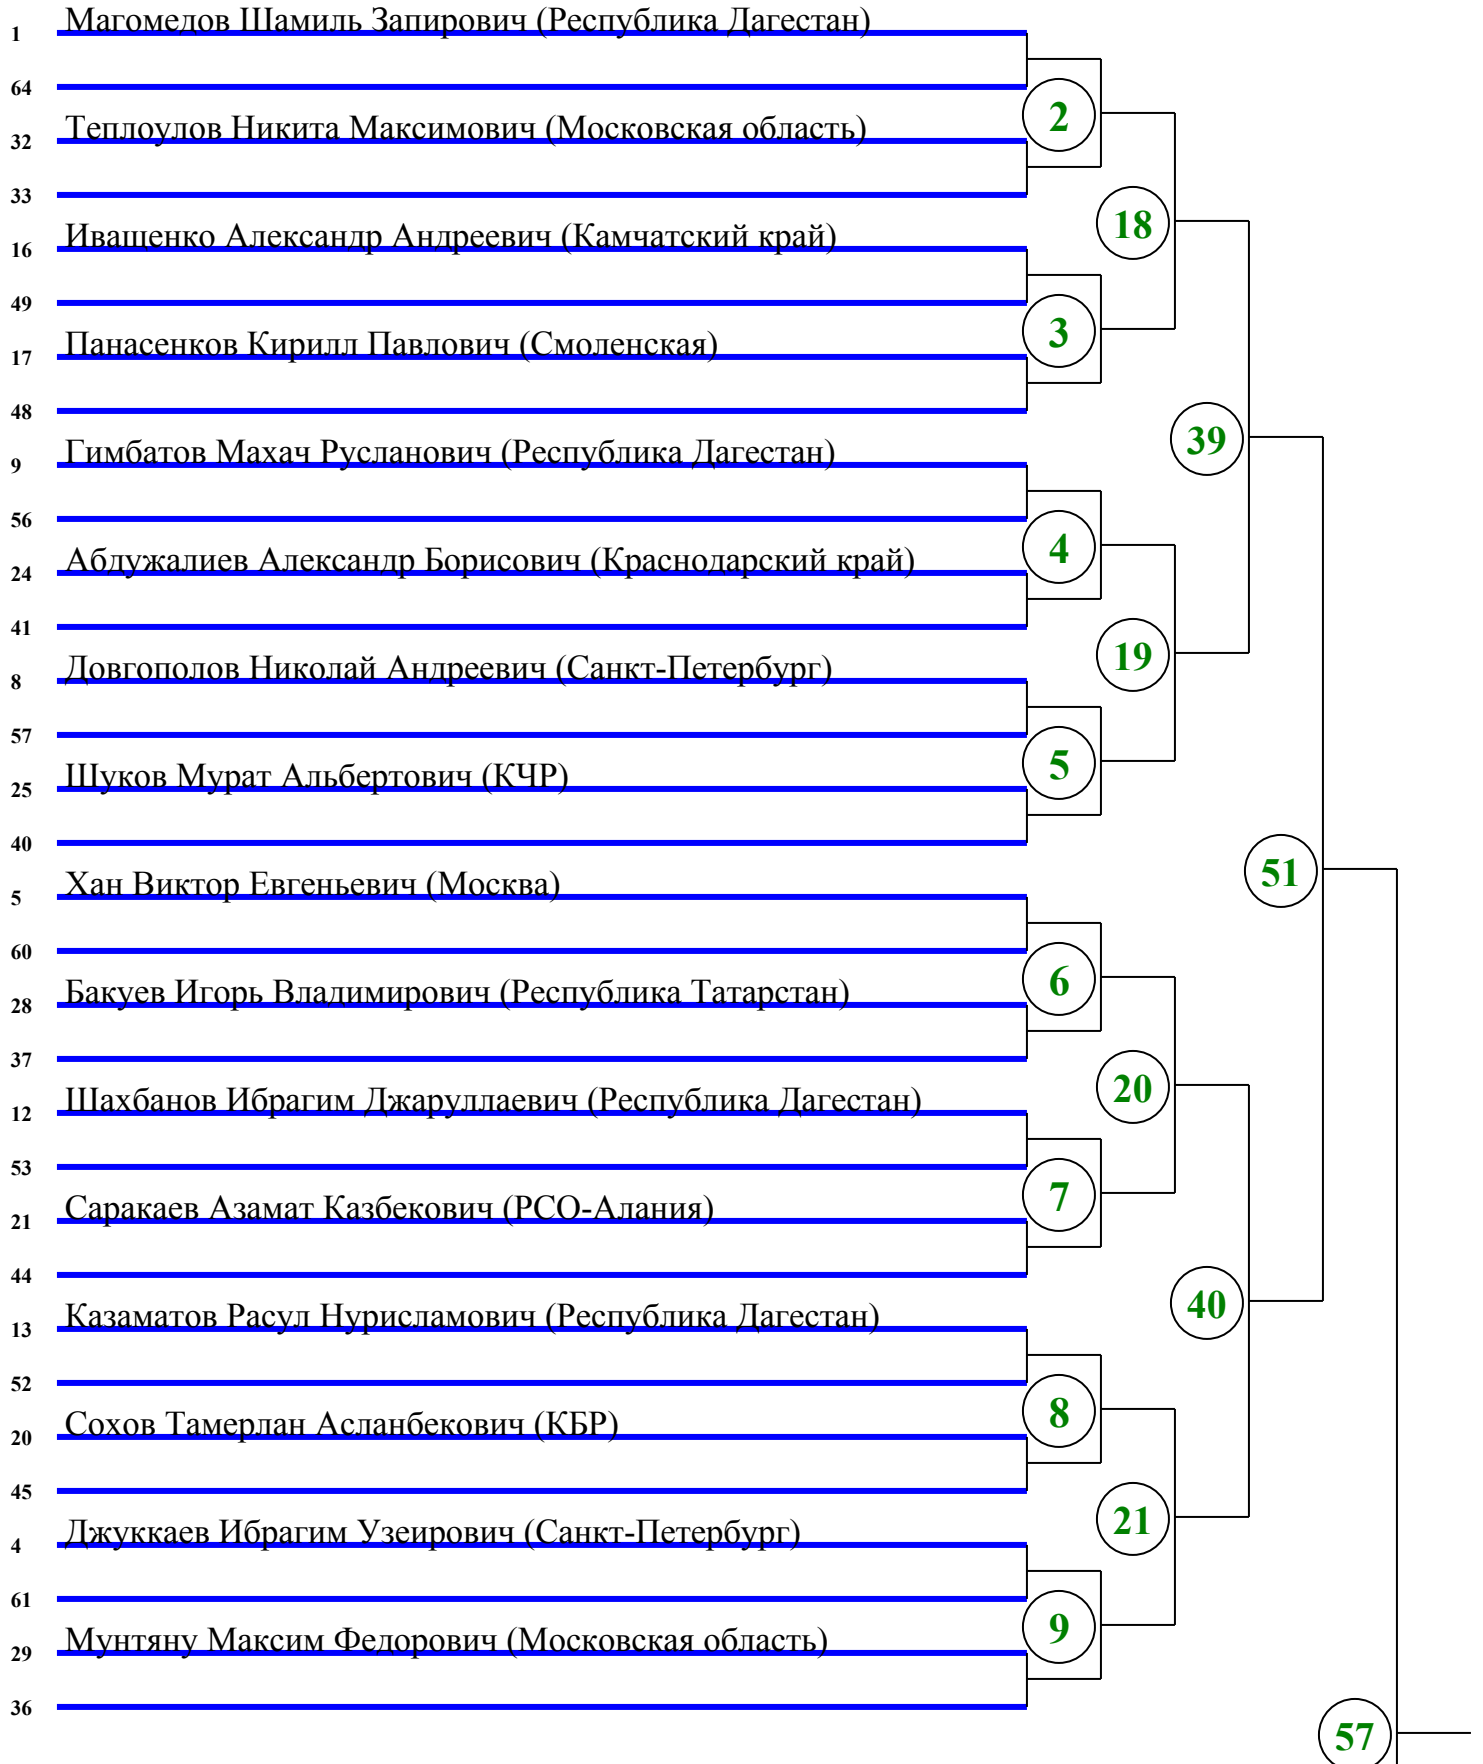 1 Магомедов Шамиль Запирович (Республика Дагестан)
64
2
32 Теплоулов Никита Максимович (Московская область)
33
18
16 Иващенко Александр Андреевич (Камчатский край)
49
3
17 Панасенков Кирилл Павлович (Смоленская)
48
39
9 Гимбатов Махач Русланович (Республика Дагестан)
56
4
24 Абдужалиев Александр Борисович (Краснодарский край)
41
19
8 Довгополов Николай Андреевич (Санкт-Петербург)
57
5
25 Шуков Мурат Альбертович (КЧР)
40
51
5 Хан Виктор Евгеньевич (Москва)
60
6
28 Бакуев Игорь Владимирович (Республика Татарстан)
37
20
12 Шахбанов Ибрагим Джаруллаевич (Республика Дагестан)
53
7
21 Саракаев Азамат Казбекович (РСО-Алания)
44
40
13 Казаматов Расул Нурисламович (Республика Дагестан)
52
8
20 Сохов Тамерлан Асланбекович (КБР)
45
21
4 Джуккаев Ибрагим Узеирович (Санкт-Петербург)
61
9
29 Мунтяну Максим Федорович (Московская область)
36
57